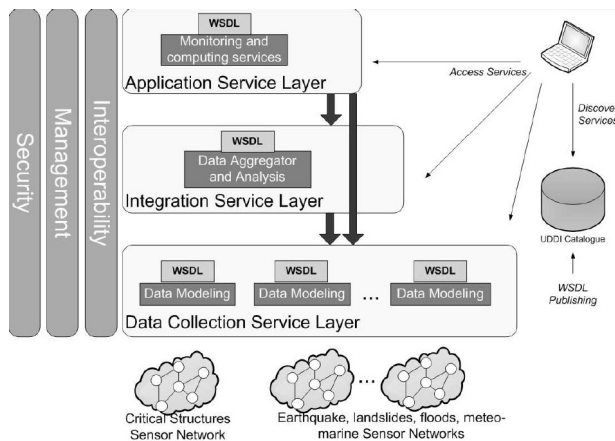 Security
Management
Interoperability
WSDL
Monitoring and
computing services
Application Service Layer
WSDL
Data Aggregator
and Analysis
Integration Service Layer
WSDL
WSDL
WSDL
Data Modeling
Data Modeling
...
Data Modeling
Data Collection Service Layer
Access Services
Discover
Services
UDDI Catalogue
WSDL
Publishing
...
Critical Structures
Sensor Network
Earthquake, landslides, floods, meteo-
marine Sensor Networks